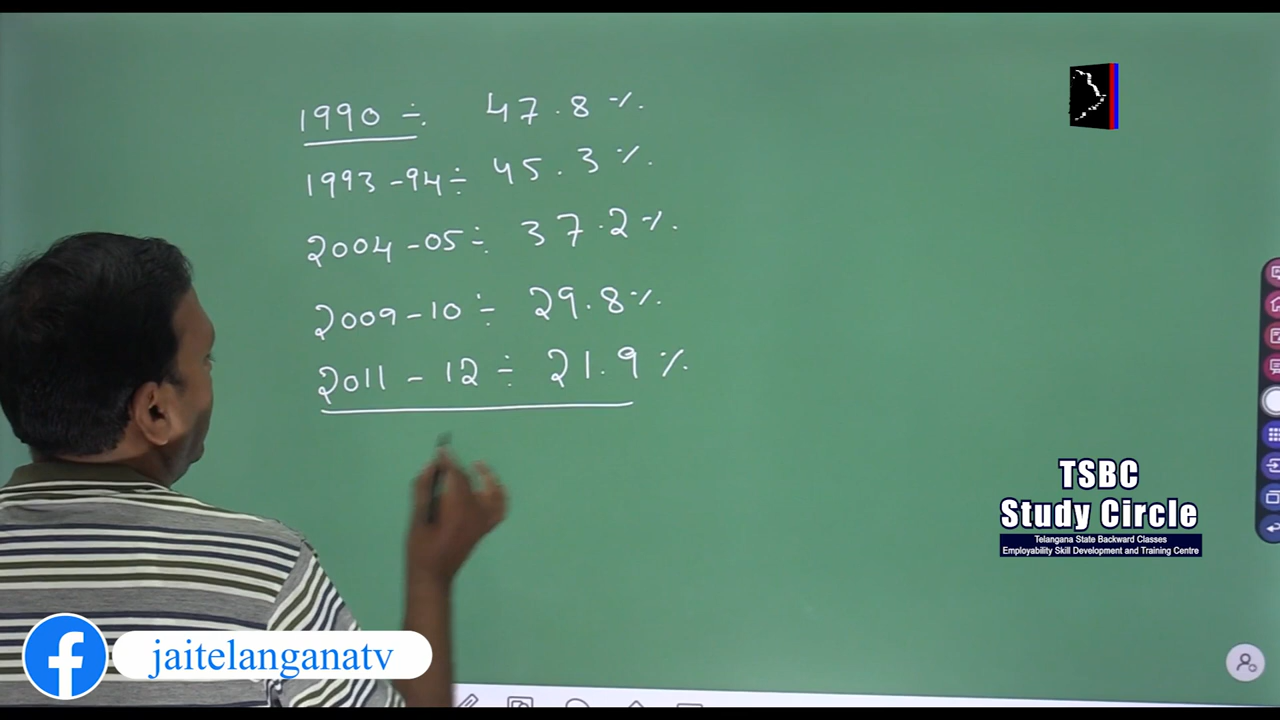 1990 ÷ 47.8 %
1993-94 ÷ 45.3 %
2004-05 ÷ 37.2 %
2009-10 ÷ 29.8 %
2011-12 ÷ 21.9 %
TSBC
Study Circle
Telangana State Backward Classes
Employability Skill Development and Training Centre
jaitelanganatv